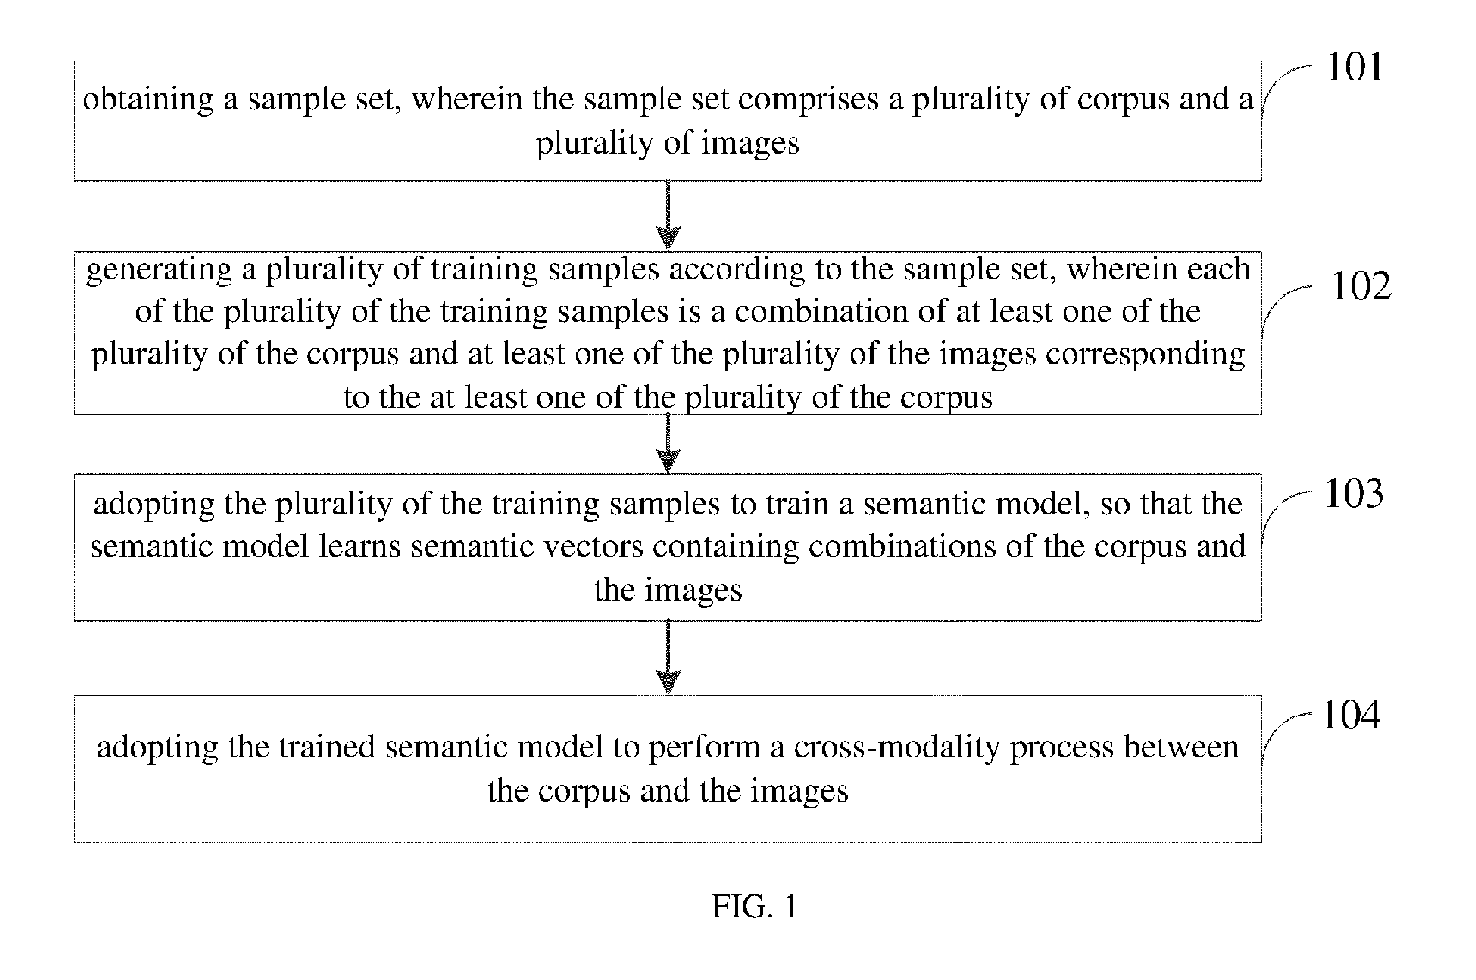 101
obtaining a sample set, wherein the sample set comprises a plurality of corpus and a
plurality of images
102
generating a plurality of training samples according to the sample set, wherein each
of the plurality of the training samples is a combination of at least one of the
plurality of the corpus and at least one of the plurality of the images corresponding
to the at least one of the plurality of the corpus
103
adopting the plurality of the training samples to train a semantic model, so that the
semantic model learns semantic vectors containing combinations of the corpus and
the images
104
adopting the trained semantic model to perform a cross-modality process between
the corpus and the images
FIG. 1